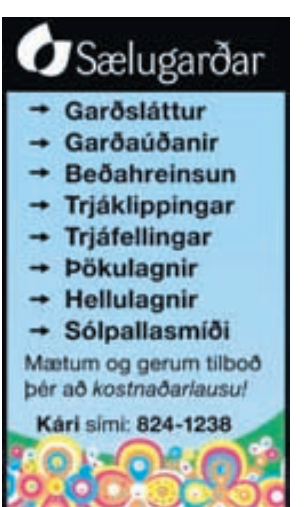 Sælugarðar
→ Garðsláttur
→ Garðaúðanir
→ Beðahreinsun
→ Trjáklippingar
→ Trjáfellingar
→ Þökulagnir
→ Hellulagnir
→ Sólpallasmíði
Mætum og gerum tilboð
þér að kostnaðarlausu!
Kári sími: 824-1238